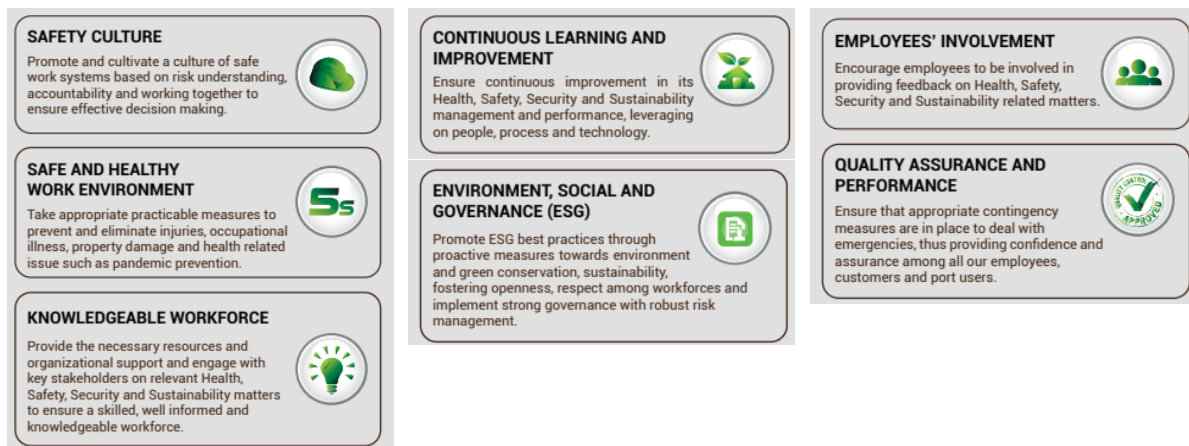 SAFETY CULTURE
Promote and cultivate a culture of safe
work systems based on risk understanding,
accountability and working together to
ensure effective decision making.
SAFE AND HEALTHY
WORK ENVIRONMENT
Take appropriate practicable measures to
prevent and eliminate injuries, occupational
illness, property damage and health related
issue such as pandemic prevention.
5s
KNOWLEDGEABLE WORKFORCE
Provide the necessary resources and
organizational support and engage with
key stakeholders on relevant Health,
Safety, Security and Sustainability matters
to ensure a skilled, well informed and
knowledgeable workforce.
CONTINUOUS LEARNING AND
IMPROVEMENT
Ensure continuous improvement in its
Health, Safety, Security and Sustainability
management and performance, leveraging
on people, process and technology.
ENVIRONMENT, SOCIAL AND
GOVERNANCE (ESG)
Promote ESG best practices through
proactive measures towards environment
and green conservation, sustainability,
fostering openness, respect among workforces and
implement strong governance with robust risk
management.
EMPLOYEES’ INVOLVEMENT
Encourage employees to be involved in
providing feedback on Health, Safety,
Security and Sustainability related matters.
QUALITY ASSURANCE AND
PERFORMANCE
Ensure that appropriate contingency
measures are in place to deal with
emergencies, thus providing confidence and
assurance among all our employees,
customers and port users.
QUALITY CONTROL
APPROVED